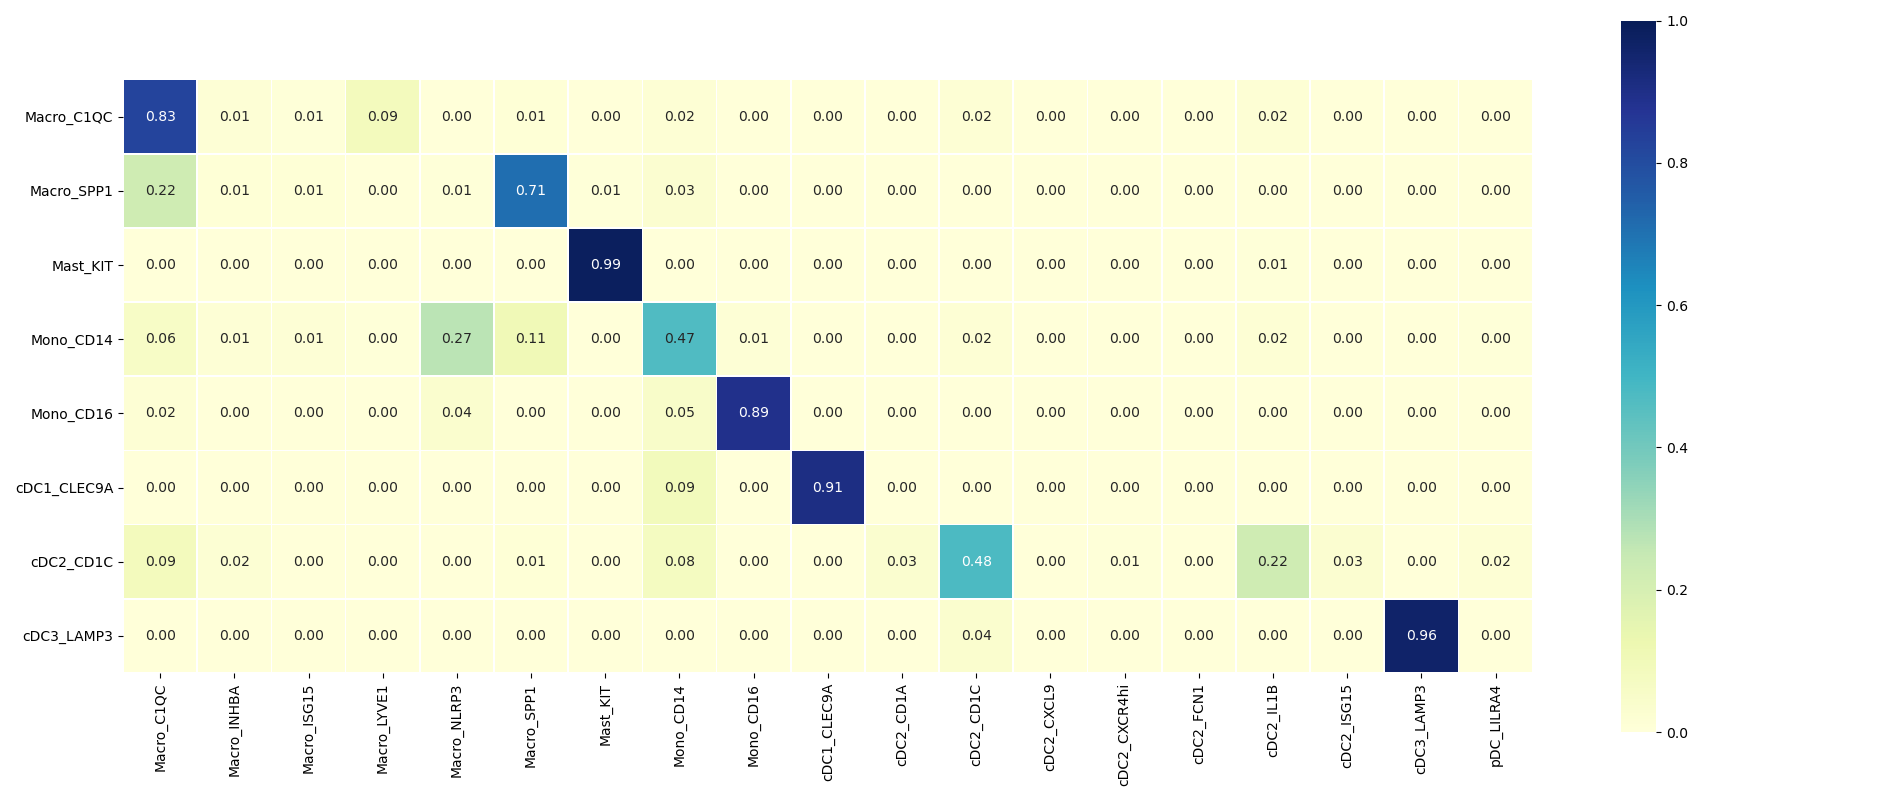 1.0
Macro_C1QC 0.83 0.01 0.01 0.09 0.00 0.01 0.00 0.02 0.00 0.00 0.00 0.02 0.00 0.00 0.00 0.02 0.00 0.00 0.00
0.8
Macro_SPP1 0.22 0.01 0.01 0.00 0.01 0.71 0.01 0.03 0.00 0.00 0.00 0.00 0.00 0.00 0.00 0.00 0.00 0.00 0.00
Mast_KIT 0.00 0.00 0.00 0.00 0.00 0.00 0.99 0.00 0.00 0.00 0.00 0.00 0.00 0.00 0.00 0.01 0.00 0.00 0.00
0.6
Mono_CD14 0.06 0.01 0.01 0.00 0.27 0.11 0.00 0.47 0.01 0.00 0.00 0.02 0.00 0.00 0.00 0.02 0.00 0.00 0.00
Mono_CD16 0.02 0.00 0.00 0.00 0.04 0.00 0.00 0.05 0.89 0.00 0.00 0.00 0.00 0.00 0.00 0.00 0.00 0.00 0.00
0.4
cDC1_CLEC9A 0.00 0.00 0.00 0.00 0.00 0.00 0.00 0.09 0.00 0.91 0.00 0.00 0.00 0.00 0.00 0.00 0.00 0.00 0.00
cDC2_CD1C 0.09 0.02 0.00 0.00 0.00 0.01 0.00 0.08 0.00 0.00 0.03 0.48 0.00 0.01 0.00 0.22 0.03 0.00 0.02
0.2
cDC3_LAMP3 0.00 0.00 0.00 0.00 0.00 0.00 0.00 0.00 0.00 0.00 0.00 0.04 0.00 0.00 0.00 0.00 0.00 0.96 0.00
0.0
Macro_C1QC
Macro_INHBA
Macro_ISG15
Macro_LYVE1
Macro_NLRP3
Macro_SPP1
Mast_KIT
Mono_CD14
Mono_CD16
cDC1_CLEC9A
cDC2_CD1A
cDC2_CD1C
cDC2_CXCL9
cDC2_CXCR4hi
cDC2_FCN1
cDC2_IL1B
cDC2_ISG15
cDC3_LAMP3
pDC_LILRA4